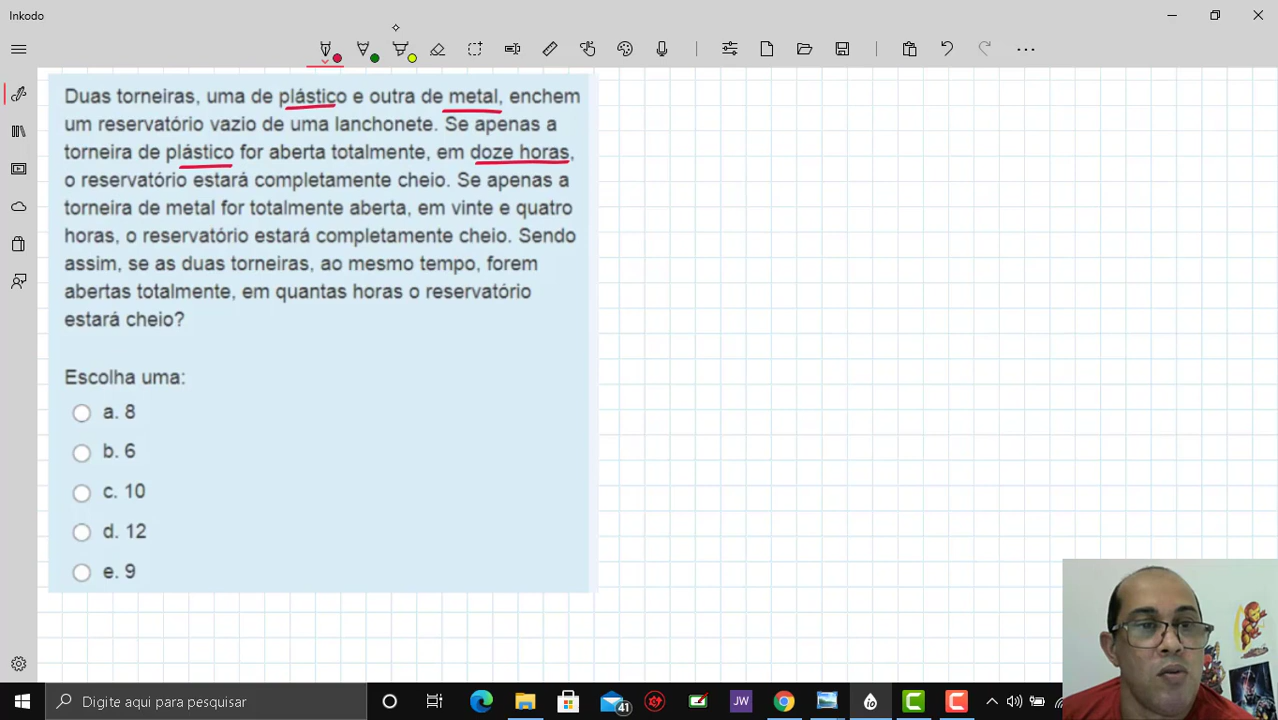 Inkodo
Duas torneiras, uma de plástico e outra de metal, enchem
um reservatório vazio de uma lanchonete. Se apenas a
torneira de plástico for aberta totalmente, em doze horas,
o reservatório estará completamente cheio. Se apenas a
torneira de metal for totalmente aberta, em vinte e quatro
horas, o reservatório estará completamente cheio. Sendo
assim, se as duas torneiras, ao mesmo tempo, forem
abertas totalmente, em quantas horas o reservatório
estará cheio?
Escolha uma:
a. 8
b. 6
c. 10
d. 12
e. 9
Digite aqui para pesquisar
41
JW